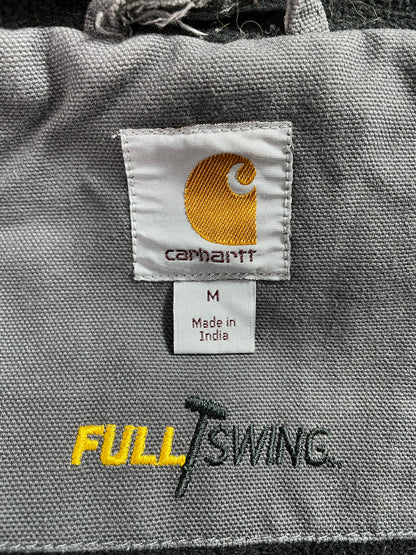 carhartt
M
Made in
India
FULL SWING